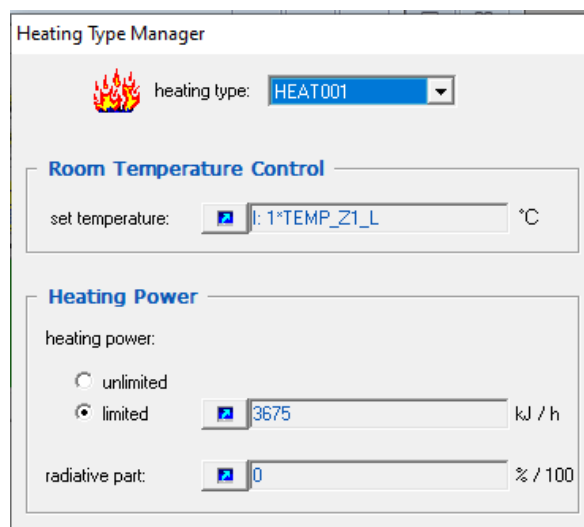 Heating Type Manager
heating type: HEAT001
Room Temperature Control
set temperature: I: 1*TEMP_Z1_L °C
Heating Power
heating power:
unlimited
limited 3675 kJ / h
radiative part: 0 % / 100